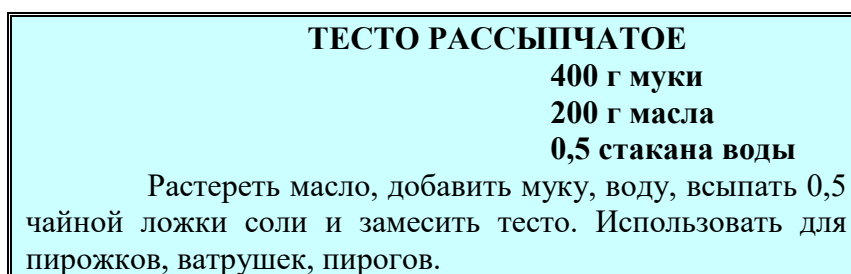 ТЕСТО РАССЫПЧАТОЕ
400 г муки
200 г масла
0,5 стакана воды
Растереть масло, добавить муку, воду, всыпать 0,5
чайной ложки соли и замесить тесто. Использовать для
пирожков, ватрушек, пирогов.